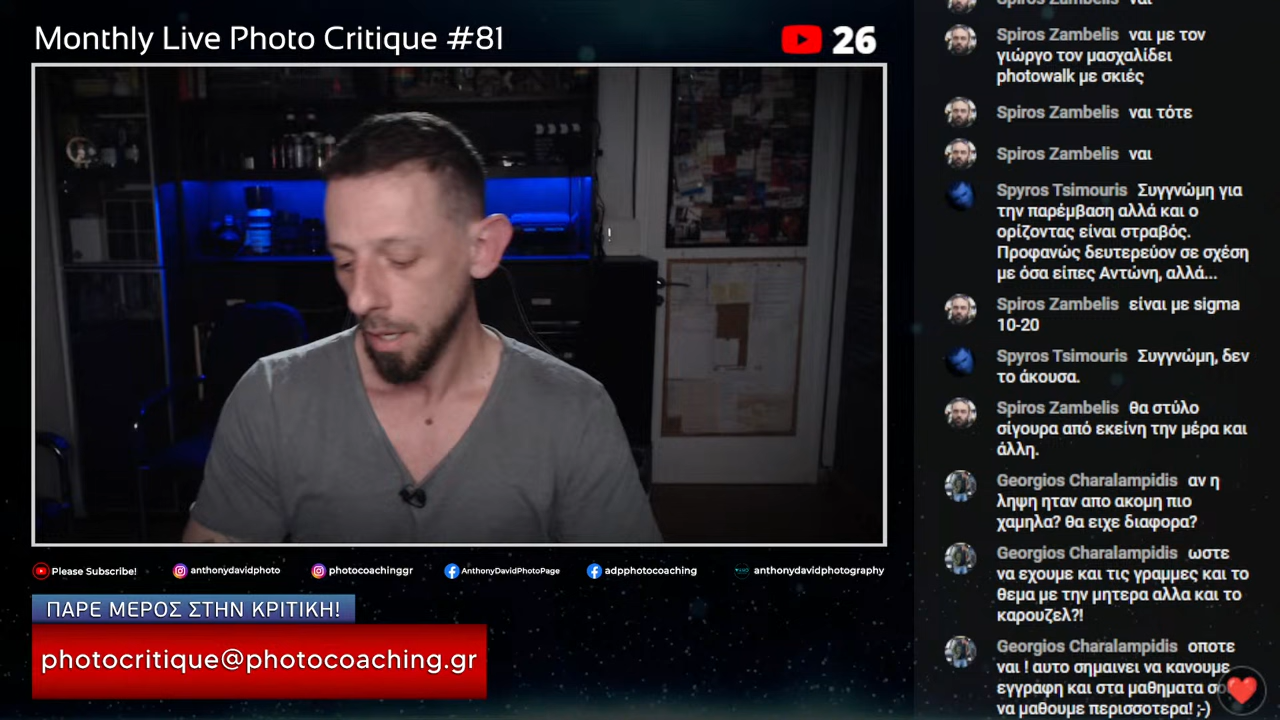 Monthly Live Photo Critique #81
26
Please Subscribe!
anthonydavidphoto
photocoachinggr
AnthonyDavidPhotoPage
adpphotocoaching
anthonydavidphotography
ΠΑΡΕ ΜΕΡΟΣ ΣΤΗΝ ΚΡΙΤΙΚΗ!
photocritique@photocoaching.gr
Spiros Zambelis ναι
Spiros Zambelis ναι με τον
γιώργο τον μασχαλίδει
photowalk με σκιές
Spiros Zambelis ναι τότε
Spiros Zambelis ναι
Spyros Tsimouris Συγγνώμη για
την παρέμβαση αλλά και ο
ορίζοντας είναι στραβός.
Προφανώς δευτερεύον σε σχέση
με όσα είπες Αντώνη, αλλά...
Spiros Zambelis είναι με sigma
10-20
Spyros Tsimouris Συγγνώμη, δεν
το άκουσα.
Spiros Zambelis θα στύλο
σίγουρα από εκείνη την μέρα και
άλλη.
Georgios Charalampidis αν η
ληψη ηταν απο ακομη πιο
χαμηλα? θα ειχε διαφορα?
Georgios Charalampidis ωστε
να εχουμε και τις γραμμες και το
θεμα με την μητερα αλλα και το
καρουζελ?!
Georgios Charalampidis οποτε
ναι ! αυτο σημαινει να κανουμε
εγγραφη και στα μαθηματα
να μαθουμε περισσοτερα! ;-)